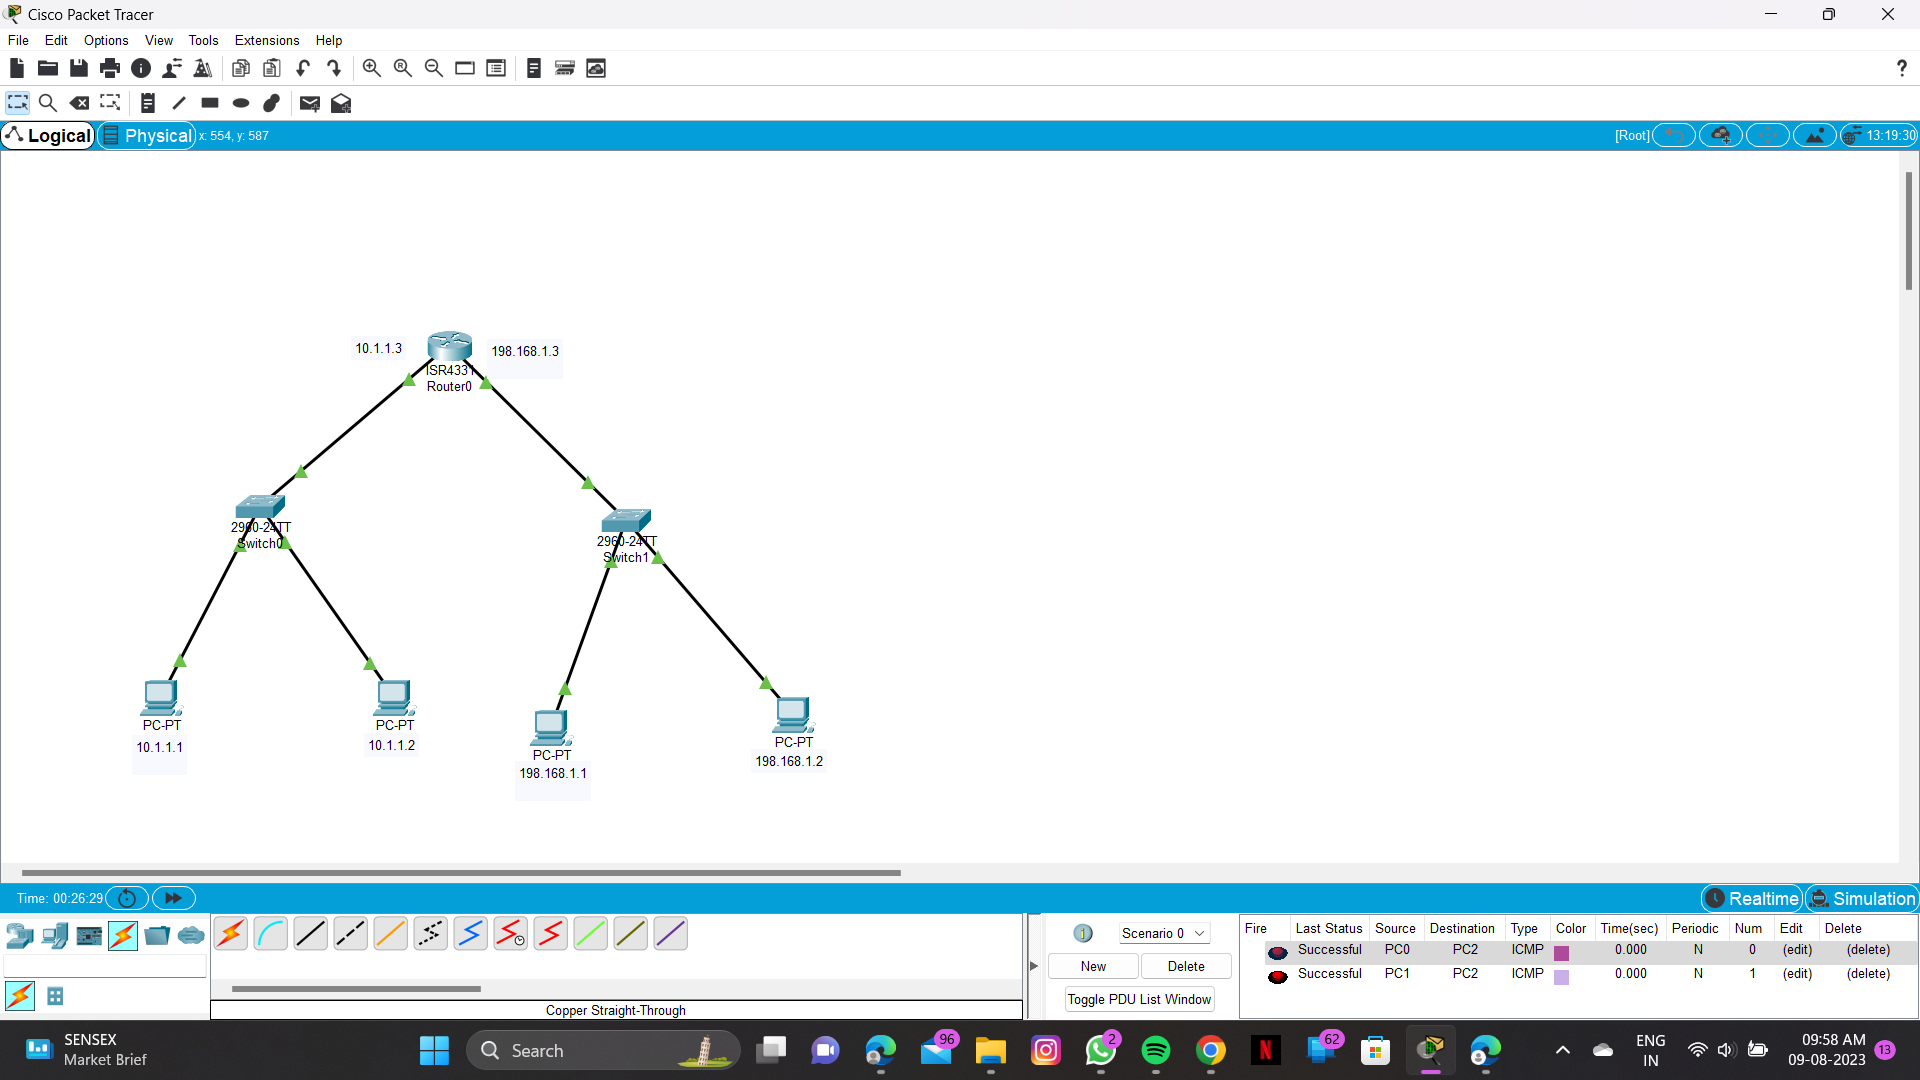 Cisco Packet Tracer
File Edit Options View Tools Extensions Help
Logical Physical x: 554, y: 587 [Root] 13:19:30
10.1.1.3
198.168.1.3
ISR4331
Router0
2960-24TT
Switch0
2960-24TT
Switch1
PC-PT
10.1.1.1
PC-PT
10.1.1.2
PC-PT
198.168.1.1
PC-PT
198.168.1.2
Time: 00:26:29 Realtime Simulation
Copper Straight-Through
Scenario 0
New Delete
Toggle PDU List Window
Fire Last Status Source Destination Type Color Time(sec) Periodic Num Edit Delete
Successful PC0 PC2 ICMP 0.000 N 0 (edit) (delete)
Successful PC1 PC2 ICMP 0.000 N 1 (edit) (delete)
SENSEX
Market Brief
Search
96
2
62
ENG
IN
09:58 AM
09-08-2023
13